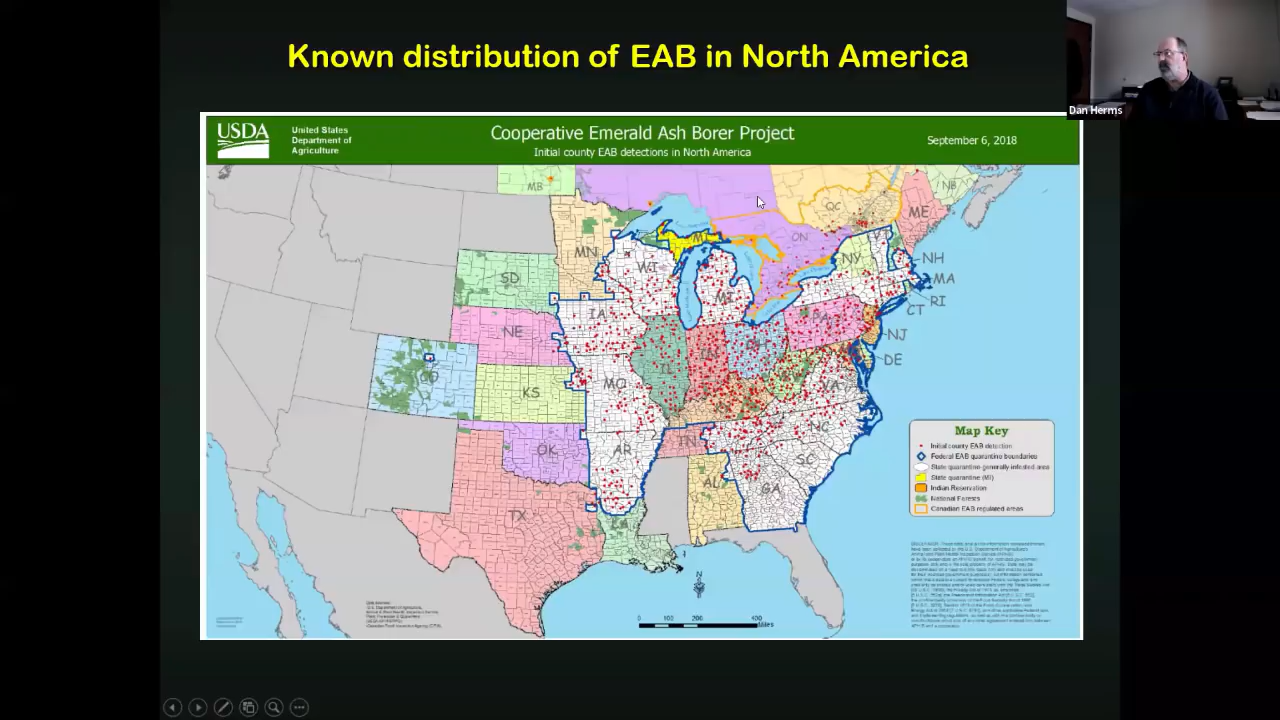 Known distribution of EAB in North America
Dan Herms
USDA
United States
Department of
Agriculture
Cooperative Emerald Ash Borer Project
Initial county EAB detections in North America
September 6, 2018
MB
QC
NB
ME
ON
MN
MI
WI
NY
NH
MA
RI
CT
SD
MI
IA
NE
PA
NJ
OH
IN
DE
IL
CO
MO
KS
VA
KY
NC
TN
OK
AR
SC
AL
GA
TX
N
0
100
200
400
Miles
Map Key
Initial county EAB detection
Federal EAB quarantine boundaries
State quarantine-generally infested area
State quarantine (MI)
Indian Reservation
National Forests
Canadian EAB regulated areas